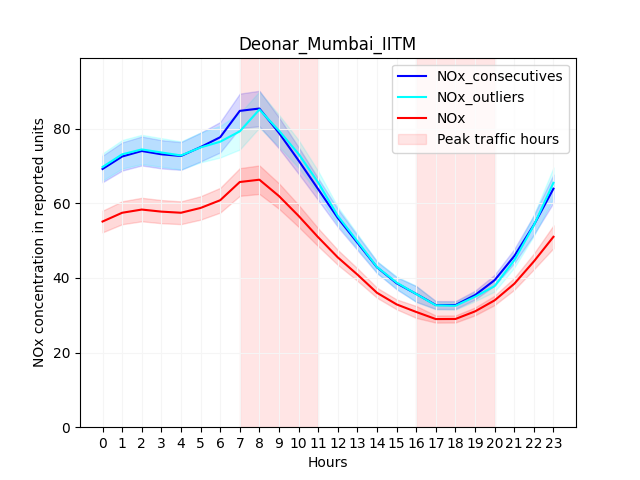 Deonar_Mumbai_IITM
NOx_consecutives
NOx_outliers
NOx
Peak traffic hours
NOx concentration in reported units
80
60
40
20
0
0 1 2 3 4 5 6 7 8 9 10 11 12 13 14 15 16 17 18 19 20 21 22 23
Hours